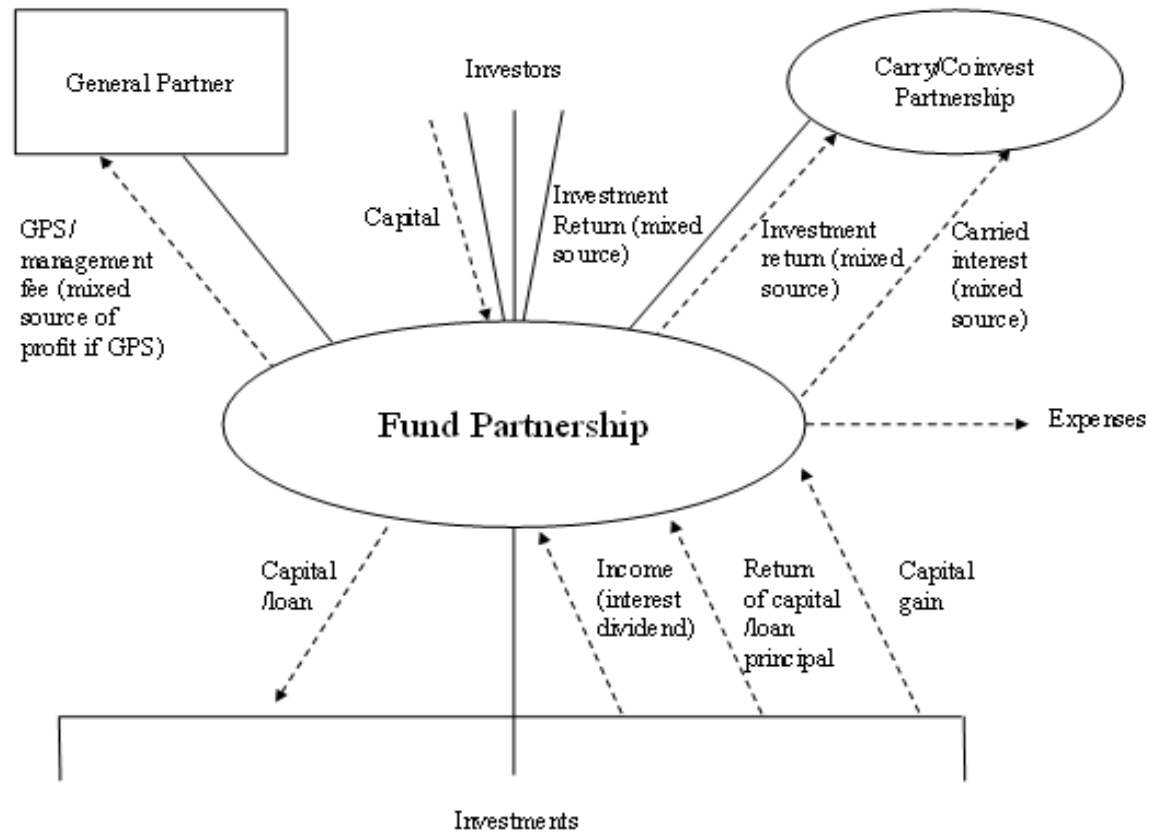 General Partner
Investors
Carry/Coinvest
Partnership
GPS/
management
fee (mixed
source of
profit if GPS)
Capital
Investment
Return (mixed
source)
Investment
return (mixed
source)
Carried
interest
(mixed
source)
Fund Partnership
Expenses
Capital
/loan
Income
(interest
dividend)
Return
of capital
/loan
principal
Capital
gain
Investments